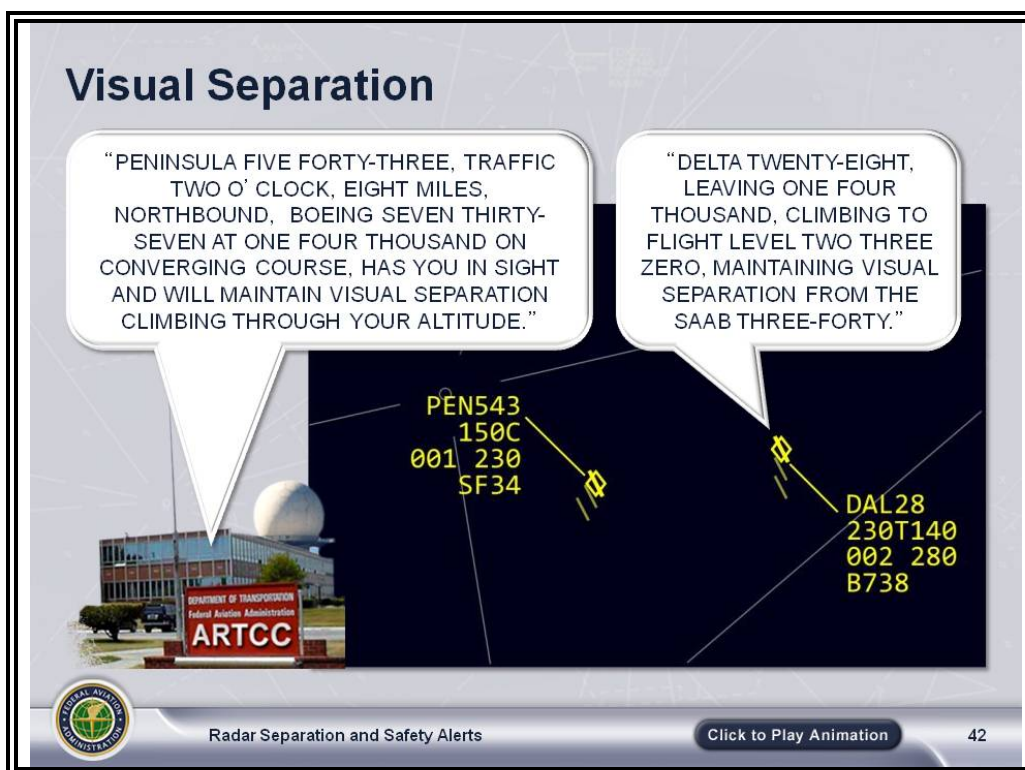 Visual Separation
“PENINSULA FIVE FORTY-THREE, TRAFFIC
TWO O’ CLOCK, EIGHT MILES,
NORTHBOUND, BOEING SEVEN THIRTY-
SEVEN AT ONE FOUR THOUSAND ON
CONVERGING COURSE, HAS YOU IN SIGHT
AND WILL MAINTAIN VISUAL SEPARATION
CLIMBING THROUGH YOUR ALTITUDE.”
“DELTA TWENTY-EIGHT,
LEAVING ONE FOUR
THOUSAND, CLIMBING TO
FLIGHT LEVEL TWO THREE
ZERO, MAINTAINING VISUAL
SEPARATION FROM THE
SAAB THREE-FORTY.”
PEN543
150C
001 230
SF34
DAL28
230T140
002 280
B738
DEPARTMENT OF TRANSPORTATION
Federal Aviation Administration
ARTCC
FEDERAL AVIATION
ADMINISTRATION
Radar Separation and Safety Alerts
Click to Play Animation
42